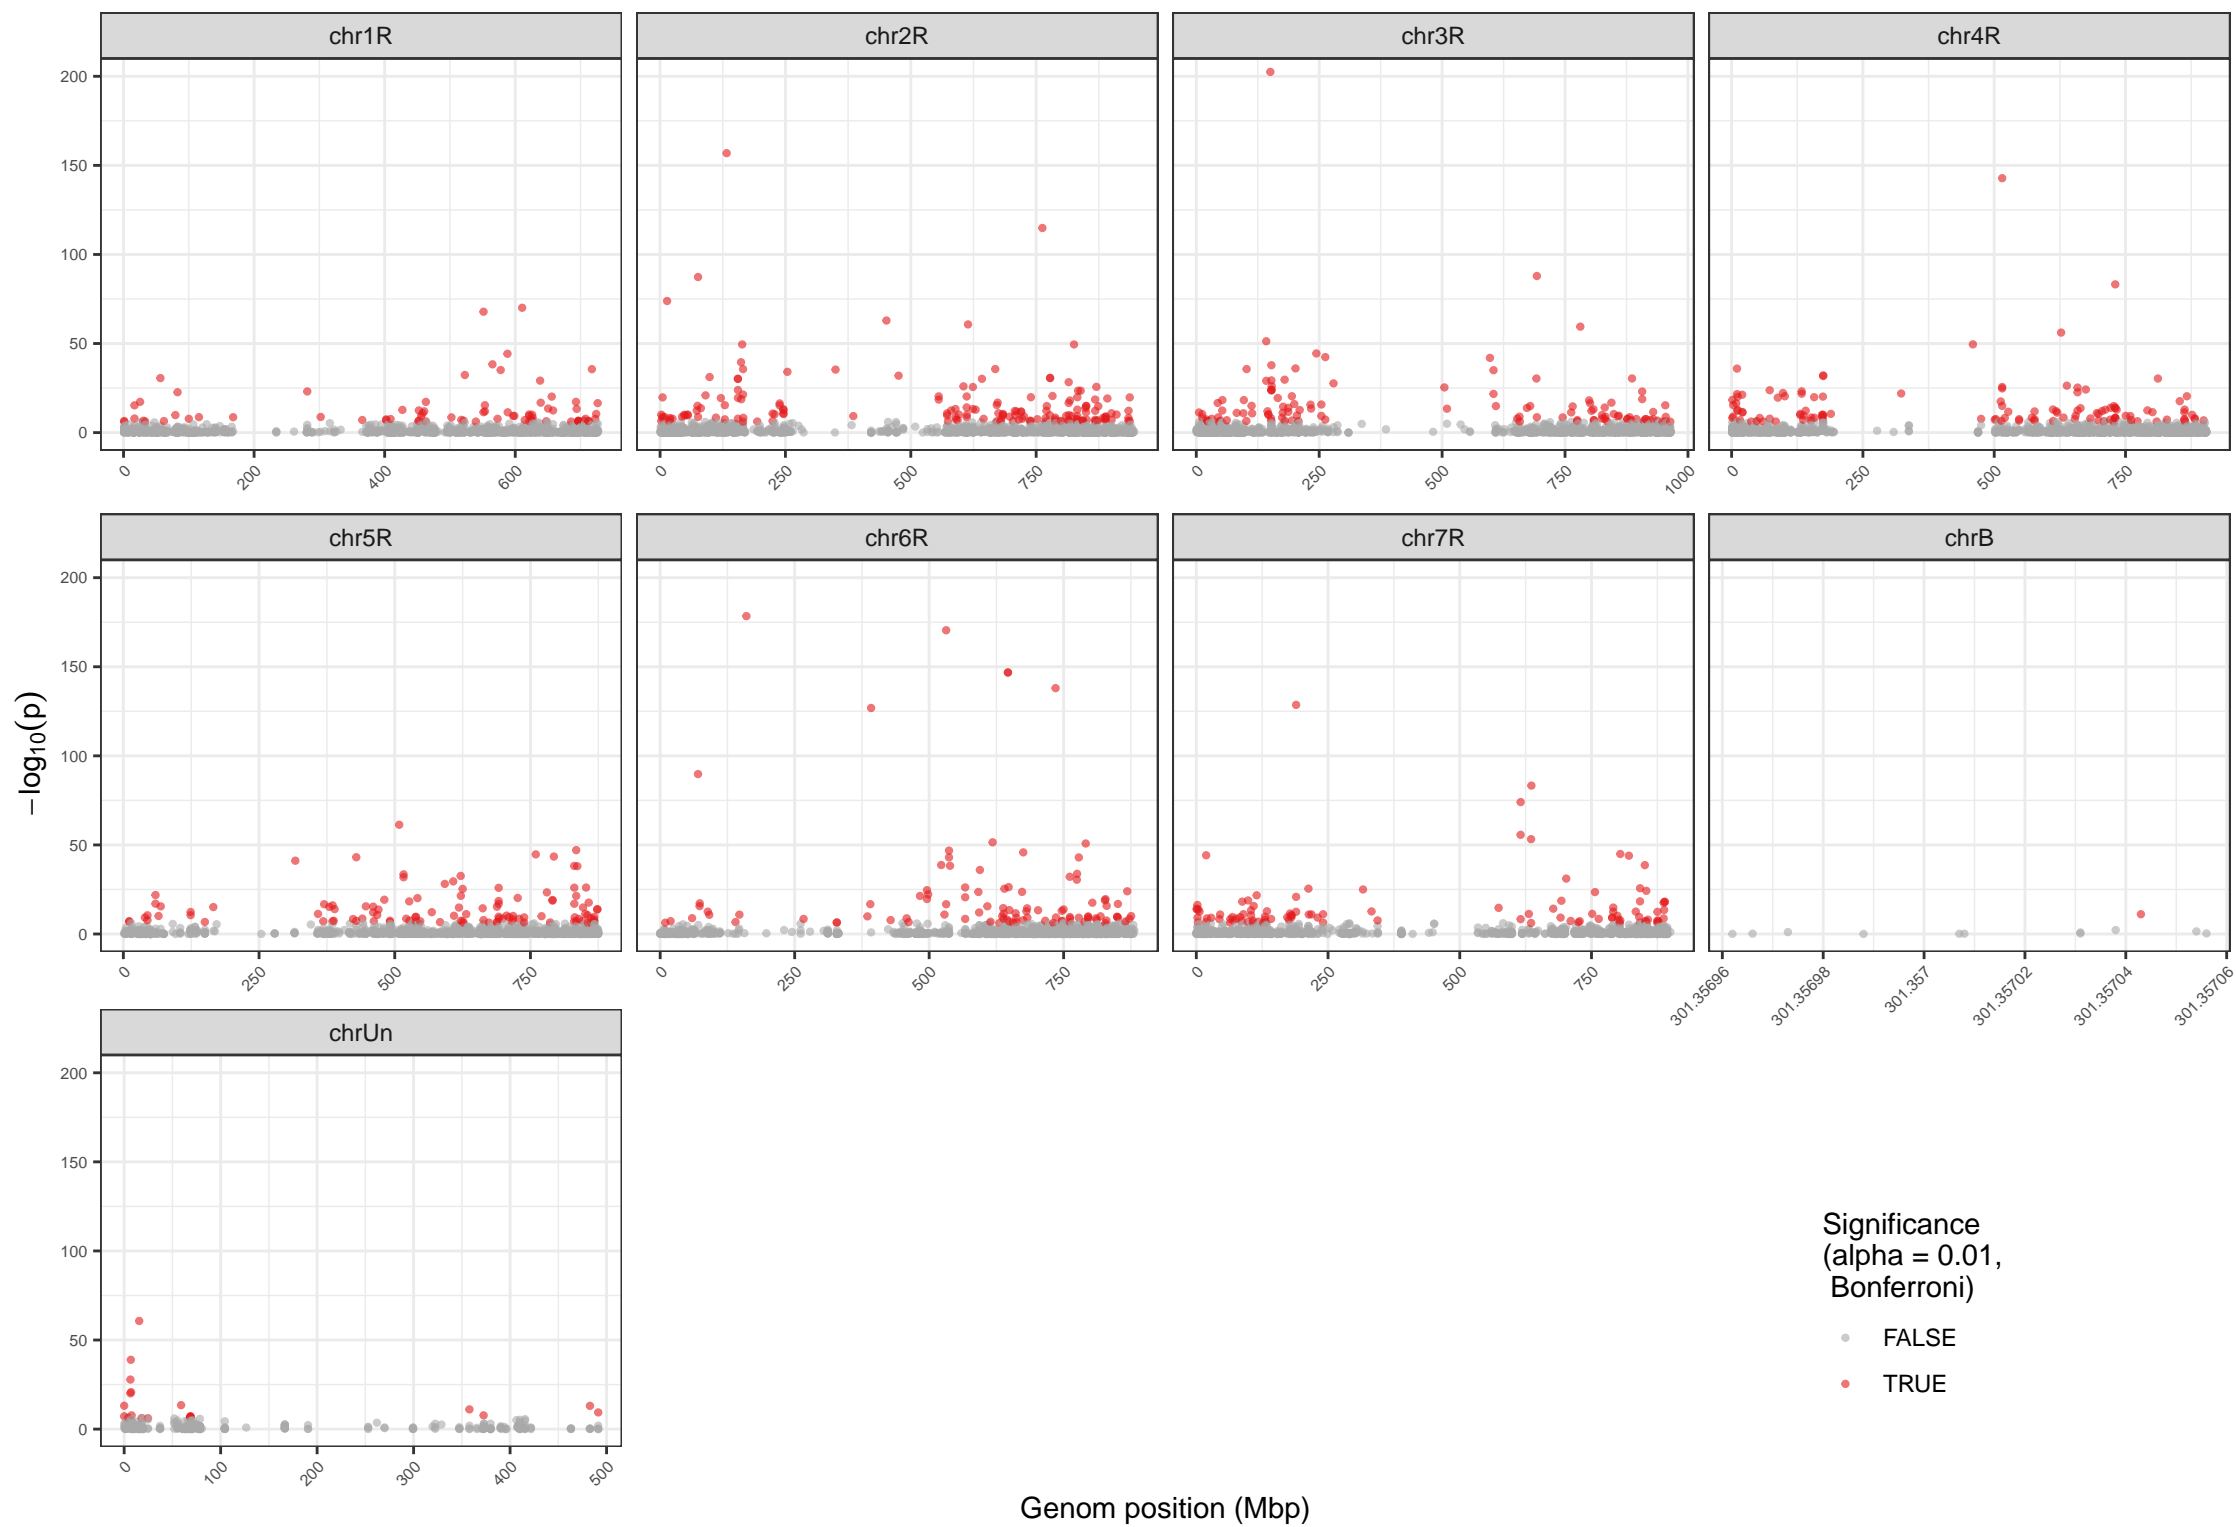 chr1R chr2R chr3R chr4R
200
150
100
50
0
0 200 400 600 0 250 500 750 0 250 500 750 1000 0 250 500 750
chr5R chr6R chr7R chrB
200
150
100
50
0
0 250 500 750 0 250 500 750 0 250 500 750 301.35696 301.35698 301.357 301.35702 301.35704 301.35706
−log10(p)
chrUn
200
150
100
50
0
0 100 200 300 400 500
Significance
(alpha = 0.01,
Bonferroni)
FALSE
TRUE
Genom position (Mbp)